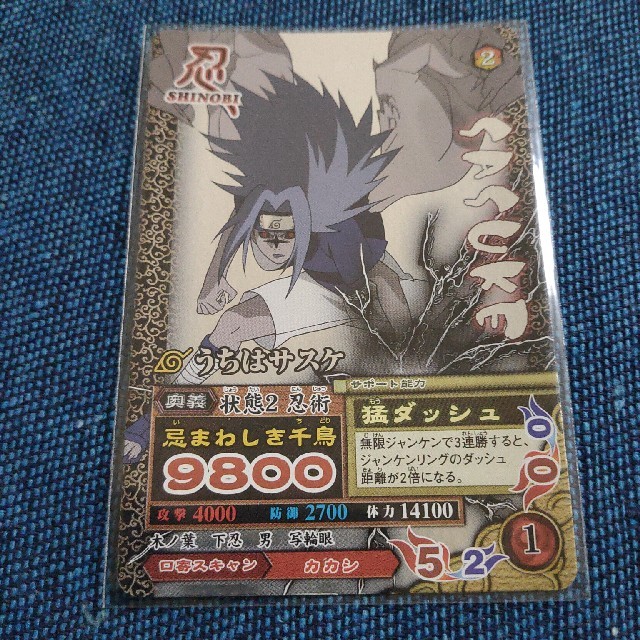 忍
SHINOBI
2
SASUKE
うちはサスケ
奥義 状態2 忍術
忌まわしき千鳥
9800
サポート能力
猛ダッシュ
無限ジャンケンで3連勝すると、
ジャンケンリングのダッシュ
距離が2倍になる。
攻撃 4000 防御 2700 体力 14100
木ノ葉 下忍 男 写輪眼
口寄スキャン カカシ
5 2 0 0 1